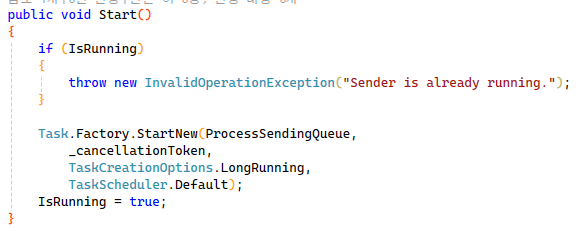 public void Start()
{
if (IsRunning)
{
throw new InvalidOperationException("Sender is already running.");
}
Task.Factory.StartNew(ProcessSendingQueue,
_cancellationToken,
TaskCreationOptions.LongRunning,
TaskScheduler.Default);
IsRunning = true;
}